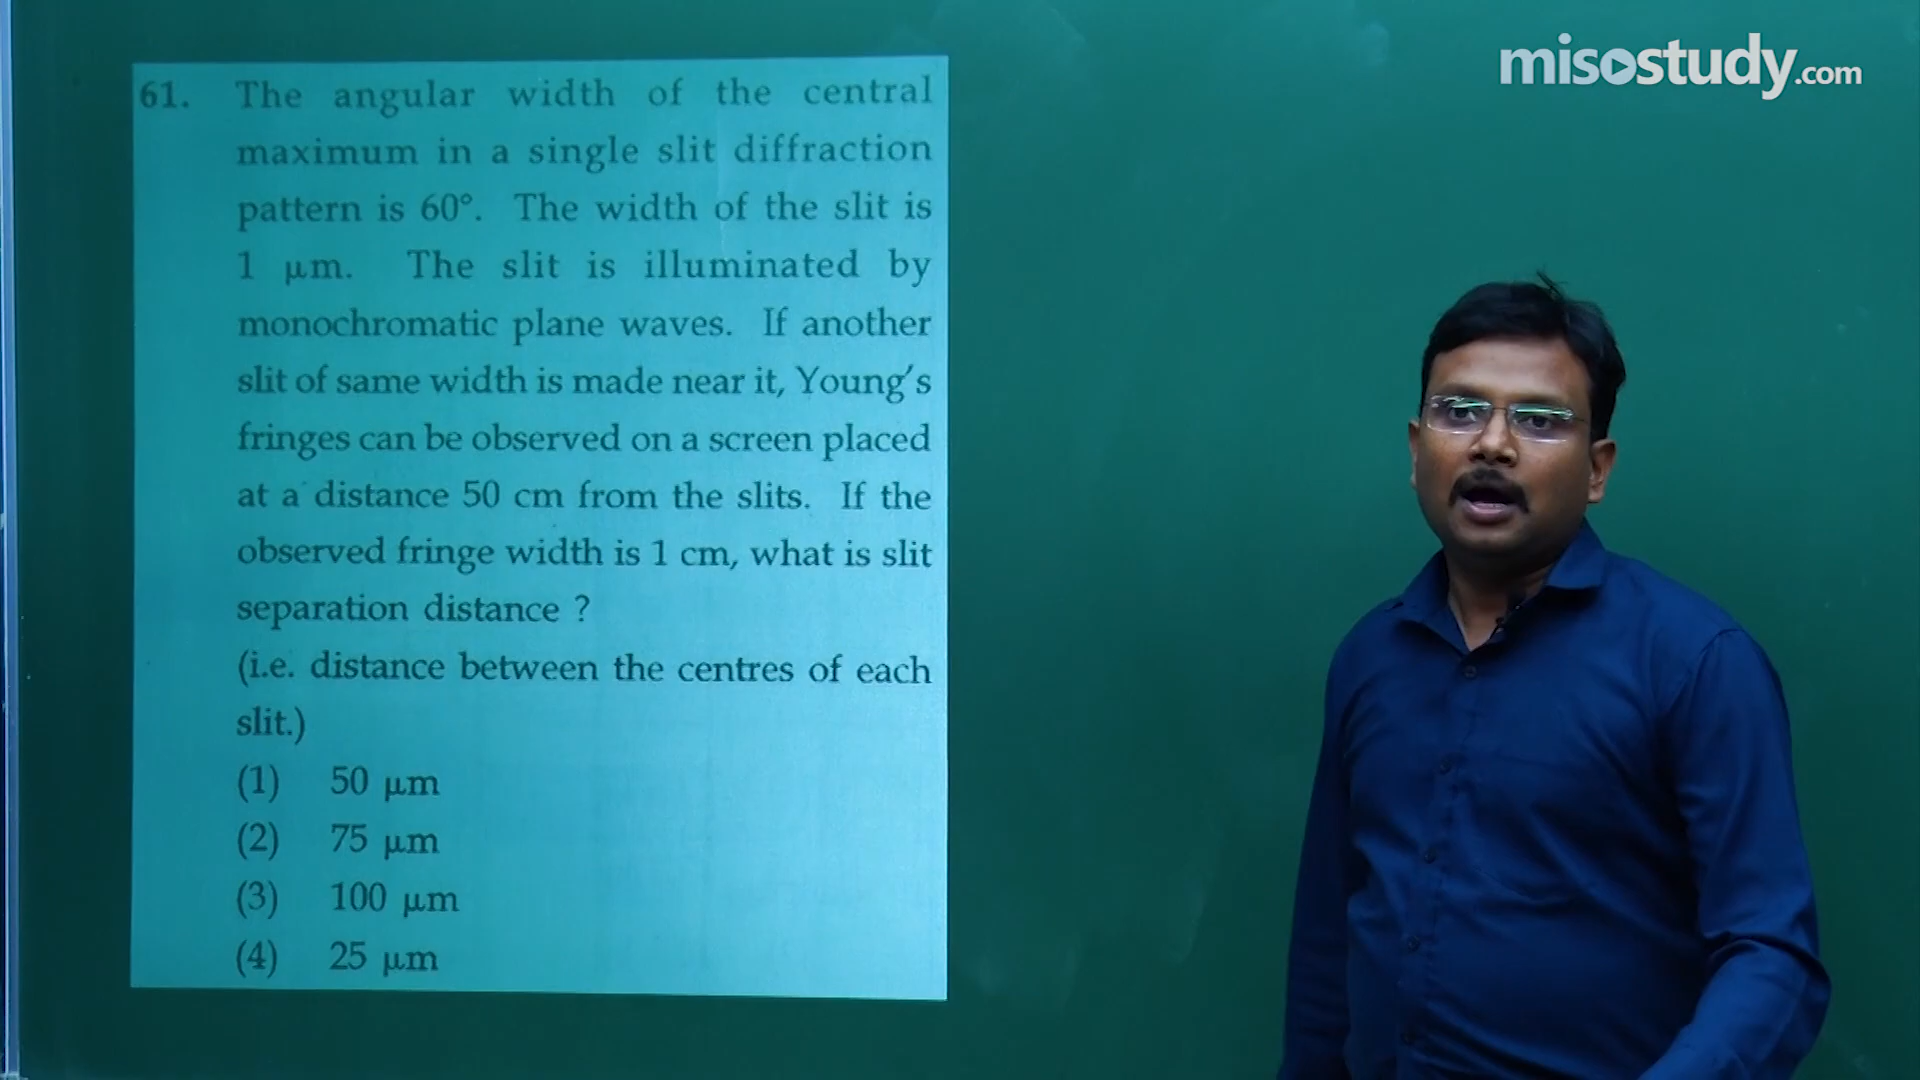 misostudy.com
61. The angular width of the central
maximum in a single slit diffraction
pattern is 60°. The width of the slit is
1 μm. The slit is illuminated by
monochromatic plane waves. If another
slit of same width is made near it, Young's
fringes can be observed on a screen placed
at a distance 50 cm from the slits. If the
observed fringe width is 1 cm, what is slit
separation distance ?
(i.e. distance between the centres of each
slit.)
(1) 50 μm
(2) 75 μm
(3) 100 μm
(4) 25 μm